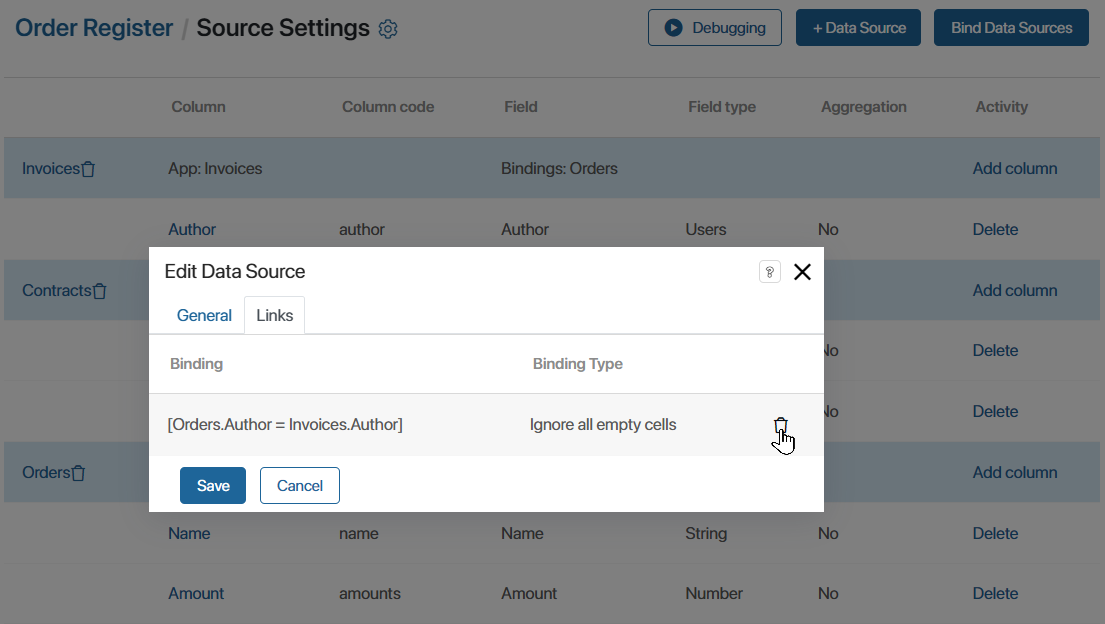 Order Register / Source Settings
Debugging
+ Data Source
Bind Data Sources
Column Column code Field Field type Aggregation Activity
Invoices App: Invoices Bindings: Orders Add column
Author author Author Users No Delete
Contracts Add column
No Delete
No Delete
Orders Add column
Name name Name String No Delete
Amount amounts Amount Number No Delete
Edit Data Source ?
General Links
Binding Binding Type
[Orders.Author = Invoices.Author] Ignore all empty cells
Save Cancel